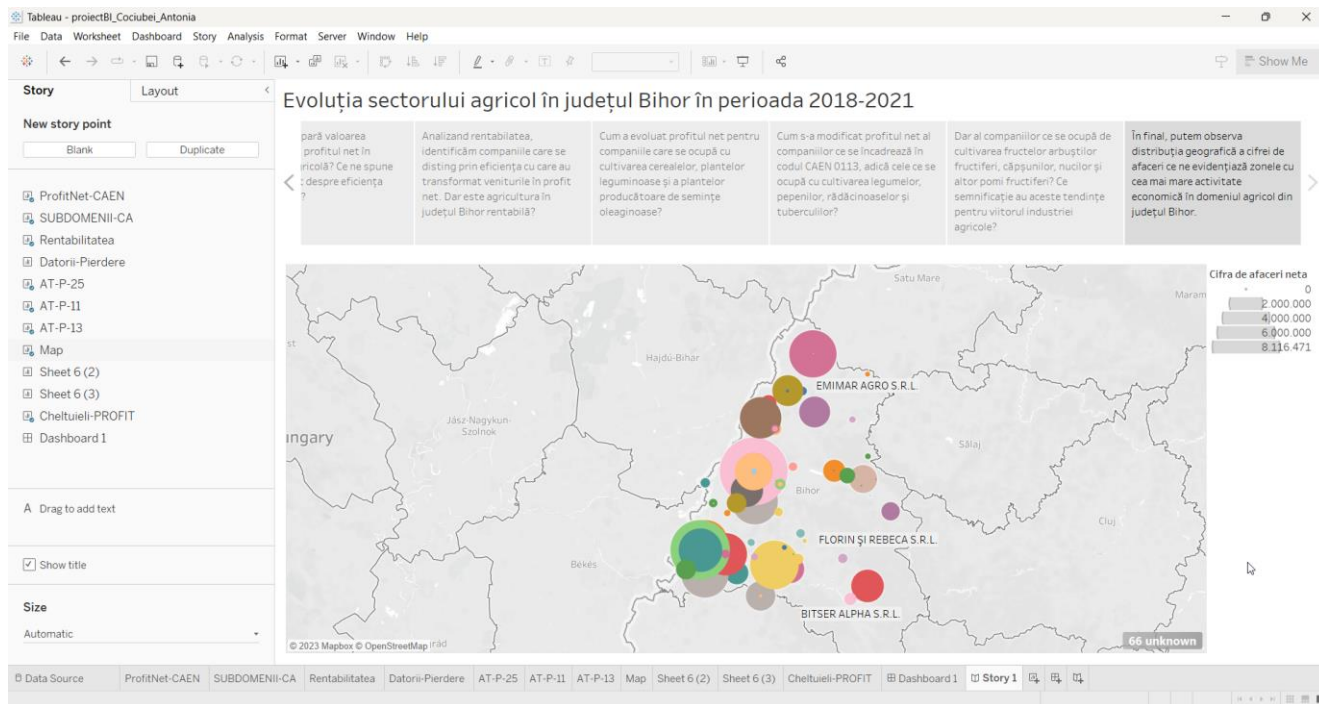 Tableau - proiectBI_Cociubei_Antonia
File Data Worksheet Dashboard Story Analysis Format Server Window Help
Show Me
Story
Layout
New story point
Blank
Duplicate
ProfitNet-CAEN
SUBDOMENII-CA
Rentabilitatea
Datorii-Pierdere
AT-P-25
AT-P-11
AT-P-13
Map
Sheet 6 (2)
Sheet 6 (3)
Cheltuieli-PROFIT
Dashboard 1
A Drag to add text
Show title
Size
Automatic
Evoluția sectorului agricol în județul Bihor în perioada 2018-2021
pară valoarea
profitul net în
ricolă? Ce ne spune
despre eficiența
?
Analizand rentabilatea,
identificăm companiile care se
disting prin eficiența cu care au
transformat veniturile în profit
net. Dar este agricultura în
județul Bihor rentabilă?
Cum a evoluat profitul net pentru
companiile care se ocupă cu
cultivarea cerealelor, plantelor
leguminoase și a plantelor
producătoare de semințe
oleaginoase?
Cum s-a modificat profitul net al
companiilor ce se încadrează în
codul CAEN 0113, adică cele ce se
ocupă cu cultivarea legumelor,
pepenilor, rădăcinoaselor și
tuberculilor?
Dar al companiilor ce se ocupă de
cultivarea fructelor arbuștilor
fructiferi, căpșunilor, nucilor și
altor pomi fructiferi? Ce
semnificație au aceste tendințe
pentru viitorul industriei
agricole?
În final, putem observa
distribuția geografică a cifrei de
afaceri ce ne evidențiază zonele cu
cea mai mare activitate
economică în domeniul agricol din
județul Bihor.
Satu Mare
Maram
Hajdú-Bihar
EMIMAR AGRO S.R.L.
Jász-Nagykun-
Szolnok
ungary
Sălaj
Bihor
Cluj
FLORIN ȘI REBECA S.R.L.
Békés
BITSER ALPHA S.R.L.
© 2023 Mapbox © OpenStreetMap
66 unknown
Cifra de afaceri neta
0
2.000.000
4.000.000
6.000.000
8.116.471
Data Source ProfitNet-CAEN SUBDOMENII-CA Rentabilitatea Datorii-Pierdere AT-P-25 AT-P-11 AT-P-13 Map Sheet 6 (2) Sheet 6 (3) Cheltuieli-PROFIT Dashboard 1 Story 1